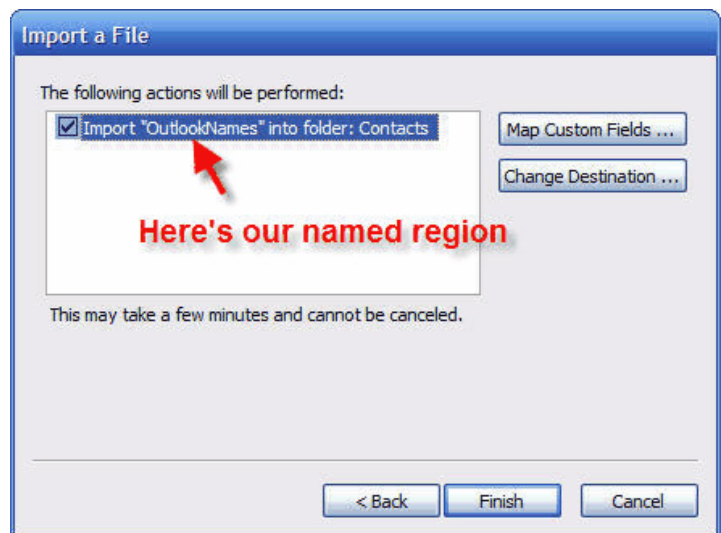 Import a File
The following actions will be performed:
Import "OutlookNames" into folder: Contacts
Map Custom Fields ...
Change Destination ...
Here's our named region
This may take a few minutes and cannot be canceled.
< Back
Finish
Cancel